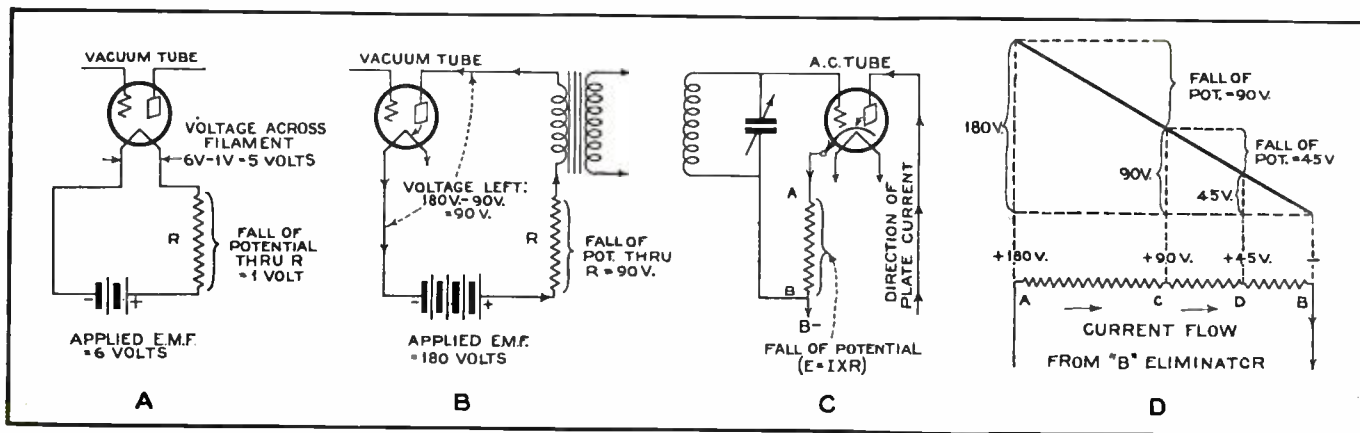 VACUUM TUBE
VOLTAGE ACROSS
FILAMENT
6V-1V = 5 VOLTS
R
FALL OF
POTENTIAL
THRU R
= 1 VOLT
- +
APPLIED E.M.F.
= 6 VOLTS
A
VACUUM TUBE
VOLTAGE LEFT:
180V.-90V.
= 90 V.
R
FALL OF
POT. THRU
R = 90V.
- +
APPLIED E.M.F.
= 180 VOLTS
B
A.C. TUBE
A
B
B-
FALL OF POTENTIAL
(E=IXR)
DIRECTION OF
PLATE CURRENT
C
180V.
FALL OF
POT. = 90V.
90V.
FALL OF
POT. = 45V
45V.
+180V. +90V. +45V. -
A C D B
CURRENT FLOW
FROM "B" ELIMINATOR
D